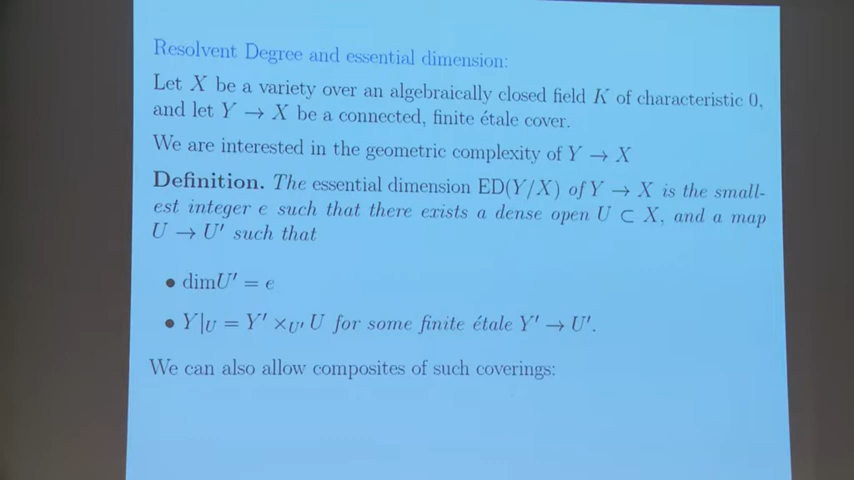 Resolvent Degree and essential dimension:
Let X be a variety over an algebraically closed field K of characteristic 0,
and let Y → X be a connected, finite étale cover.
We are interested in the geometric complexity of Y → X
Definition. The essential dimension ED(Y/X) of Y → X is the small-
est integer e such that there exists a dense open U ⊂ X, and a map
U → U′ such that
• dimU′ = e
• Y|U = Y′ ×U′ U for some finite étale Y′ → U′.
We can also allow composites of such coverings: